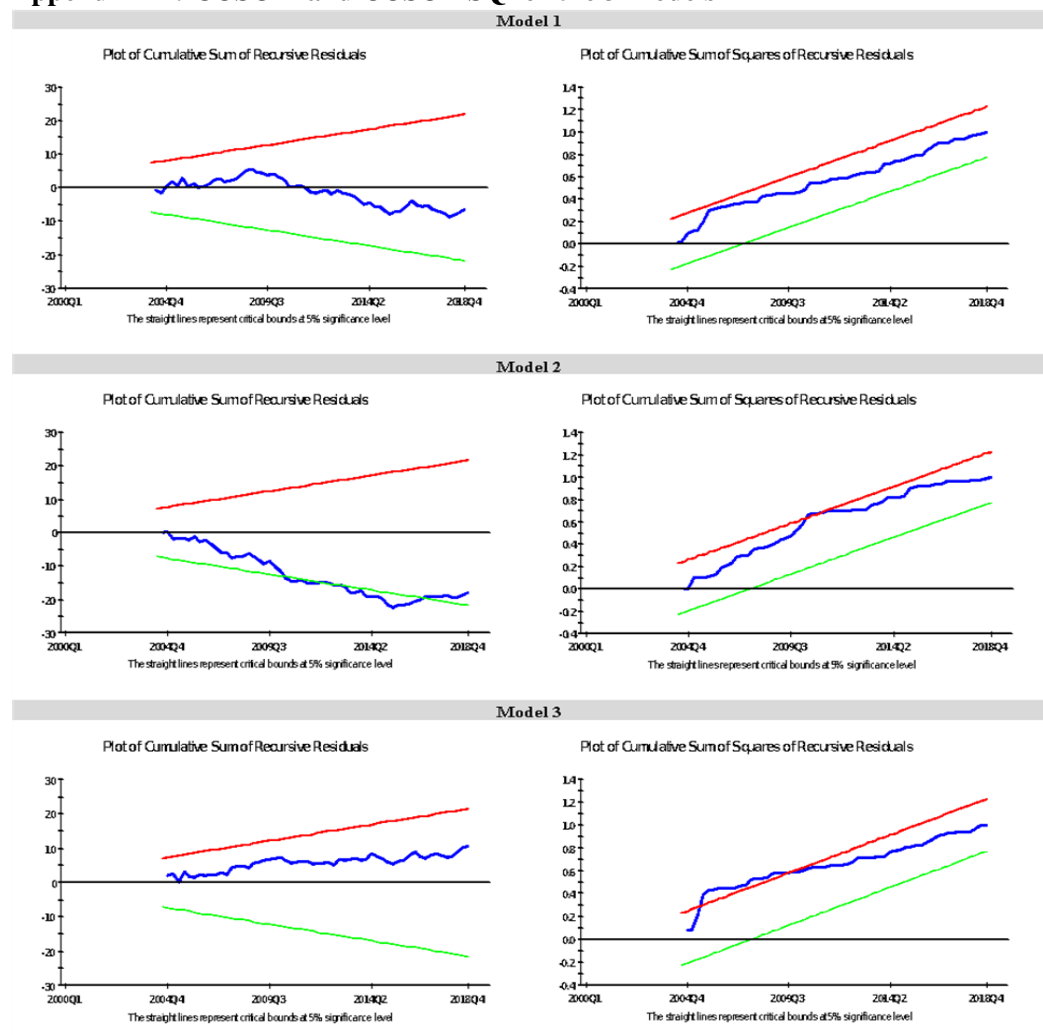 CUSUM and CUSUMSQ
Model 1
Plot of Cumulative Sum of Recursive Residuals
30
20
10
0
-10
-20
-30
2000Q1 2004Q4 2009Q3 2014Q2 2018Q4
The straight lines represent critical bounds at 5% significance level
Plot of Cumulative Sum of Squares of Recursive Residuals
1.4
1.2
1.0
0.8
0.6
0.4
0.2
0.0
-0.2
-0.4
2000Q1 2004Q4 2009Q3 2014Q2 2018Q4
The straight lines represent critical bounds at 5% significance level
Model 2
Plot of Cumulative Sum of Recursive Residuals
30
20
10
0
-10
-20
-30
2000Q1 2004Q4 2009Q3 2014Q2 2018Q4
The straight lines represent critical bounds at 5% significance level
Plot of Cumulative Sum of Squares of Recursive Residuals
1.4
1.2
1.0
0.8
0.6
0.4
0.2
0.0
-0.2
-0.4
2000Q1 2004Q4 2009Q3 2014Q2 2018Q4
The straight lines represent critical bounds at 5% significance level
Model 3
Plot of Cumulative Sum of Recursive Residuals
30
20
10
0
-10
-20
-30
2000Q1 2004Q4 2009Q3 2014Q2 2018Q4
The straight lines represent critical bounds at 5% significance level
Plot of Cumulative Sum of Squares of Recursive Residuals
1.4
1.2
1.0
0.8
0.6
0.4
0.2
0.0
-0.2
-0.4
2000Q1 2004Q4 2009Q3 2014Q2 2018Q4
The straight lines represent critical bounds at 5% significance level